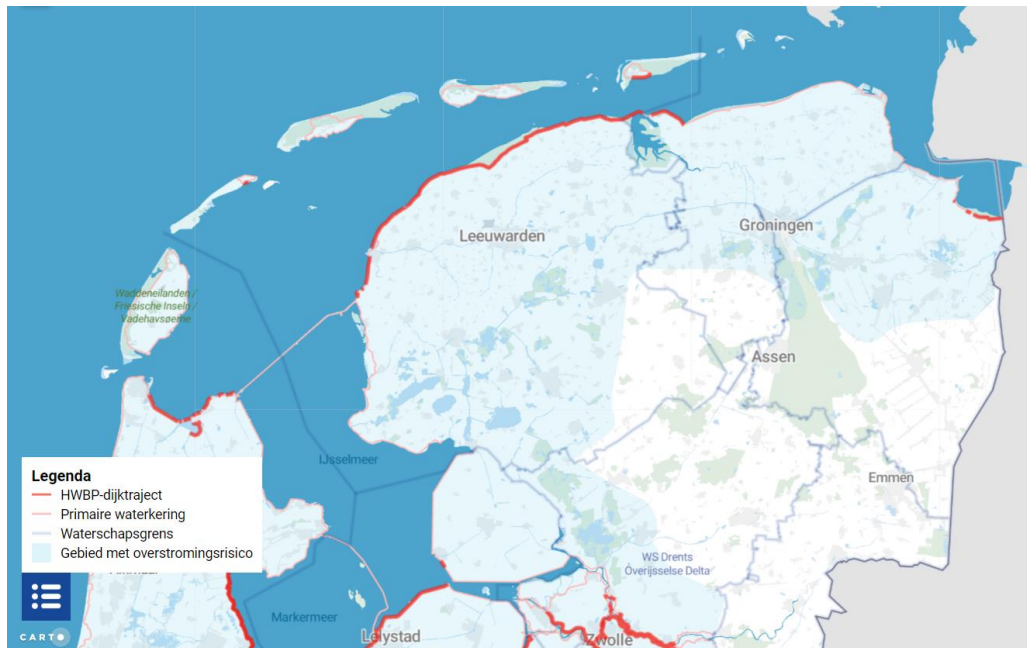 Leeuwarden
Groningen
Waddeneilanden /
Friesische Inseln /
Vadehavsøerne
Assen
IJsselmeer
Emmen
Legenda
HWBP-dijktraject
Primaire waterkering
Waterschapsgrens
Gebied met overstromingsrisico
WS Drents
Overijsselse Delta
Markermeer
CARTO
Lelystad
Zwolle